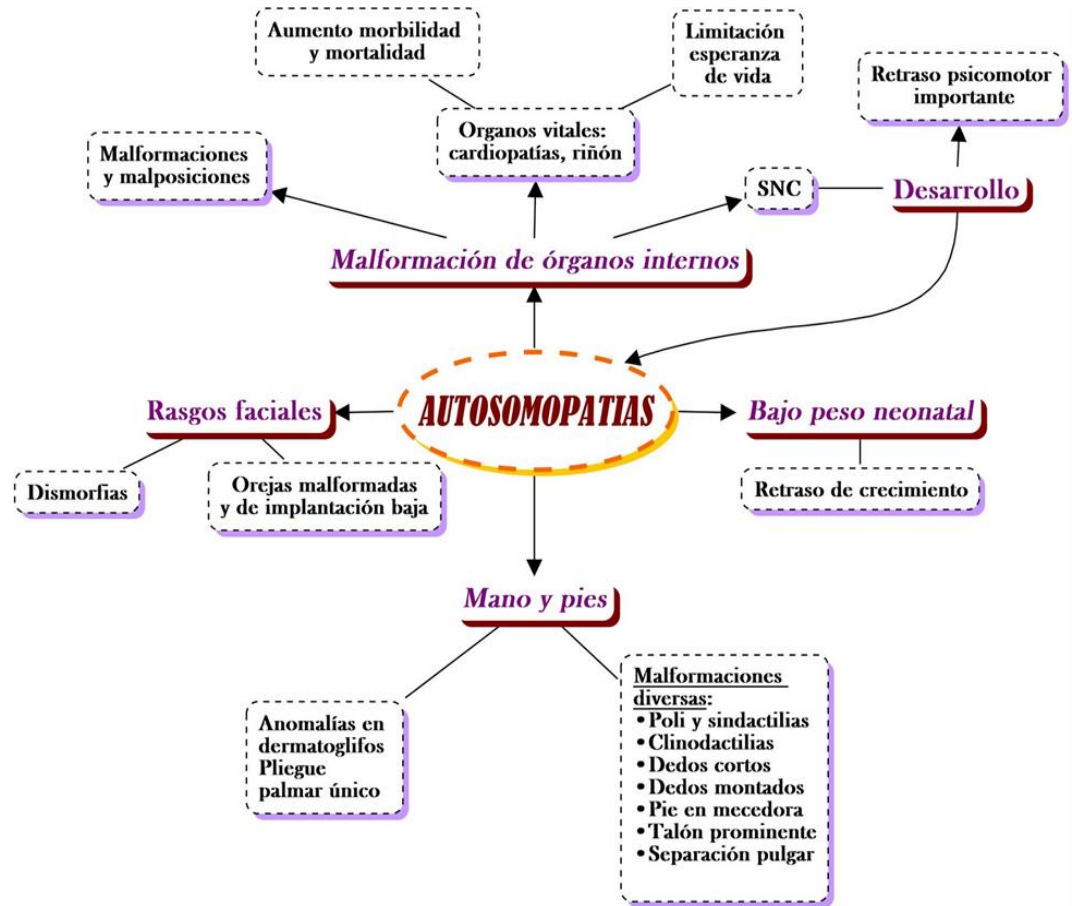 Aumento morbilidad
y mortalidad
Limitación
esperanza
de vida
Retraso psicomotor
importante
Organos vitales:
cardiopatías, riñón
Malformaciones
y malposiciones
SNC
Desarrollo
Malformación de órganos internos
Rasgos faciales
AUTOSOMOPATIAS
Bajo peso neonatal
Dismorfias
Orejas malformadas
y de implantación baja
Retraso de crecimiento
Mano y pies
Anomalías en
dermatoglifos
Pliegue
palmar único
Malformaciones
diversas:
• Poli y sindactilias
• Clinodactilias
• Dedos cortos
• Dedos montados
• Pie en mecedora
• Talón prominente
• Separación pulgar